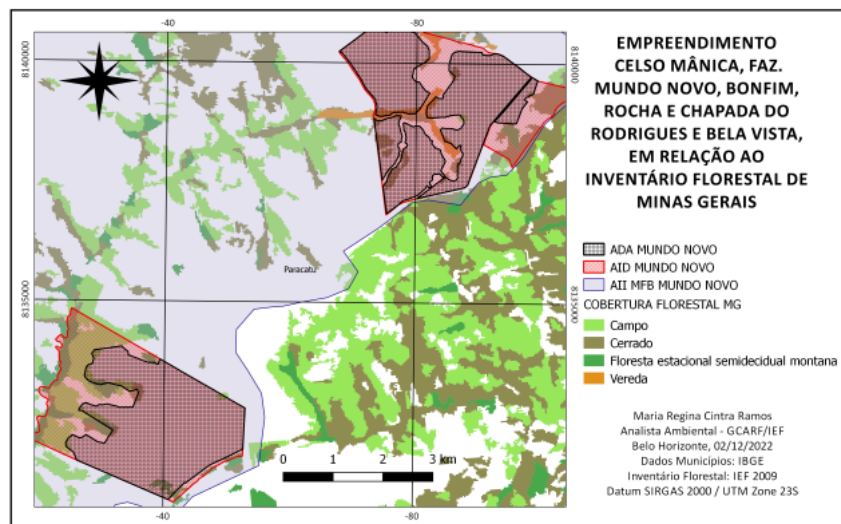 -40
-80
8140000
8140000
Paracatu
8135000
8135000
0 1 2 3 km
-40
-80
EMPREENDIMENTO
CELSO MÂNICA, FAZ.
MUNDO NOVO, BONFIM,
ROCHA E CHAPADA DO
RODRIGUES E BELA VISTA,
EM RELAÇÃO AO
INVENTÁRIO FLORESTAL DE
MINAS GERAIS
ADA MUNDO NOVO
AID MUNDO NOVO
AII MFB MUNDO NOVO
COBERTURA FLORESTAL MG
Campo
Cerrado
Floresta estacional semidecidual montana
Vereda
Maria Regina Cintra Ramos
Analista Ambiental - GCARF/IEF
Belo Horizonte, 02/12/2022
Dados Municípios: IBGE
Inventário Florestal: IEF 2009
Datum SIRGAS 2000 / UTM Zone 23S